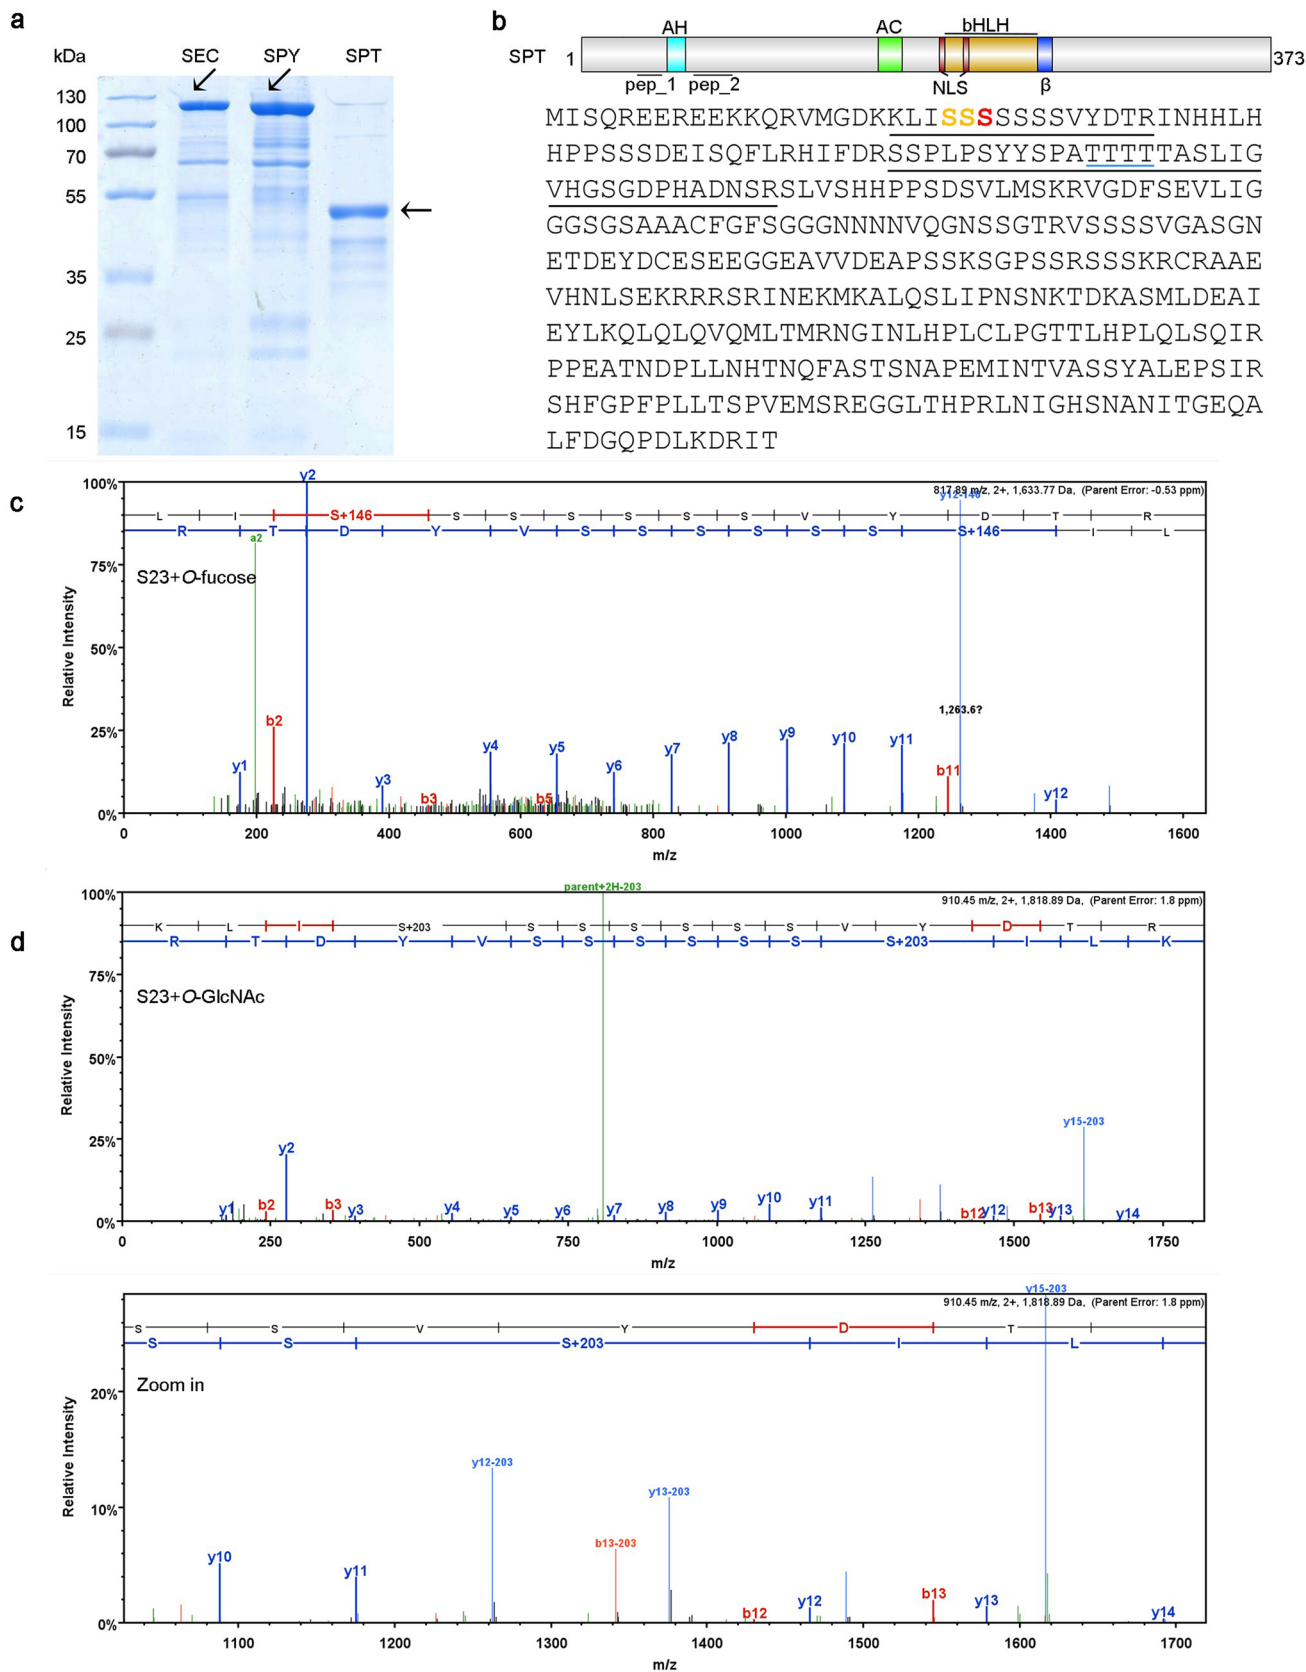 a
kDa
SEC
SPY
SPT
130
100
70
55
35
25
15
b
AH
AC
bHLH
SPT
1
373
pep_1
pep_2
NLS
β
MISQREEREEKKQRVMGDKKLISSSSSSSSVYDTRINHHLH
HPPSSSDEISQFLRHIFDRSSPLPSYYSPATTTTTASLIG
VHGSGDPHADNSRSLVSHHPPSDSVLMSKRVGDFSEVLIG
GGSGSAAACFGFSGGGNNNNVQGNSSGTRVSSSSVGASGN
ETDEYDCESEEGGEAVVDEAPSSKSGPSSRSSSKRCRAAE
VHNLSEKRRRSRINEKMKALQSLIPNSNKTDKASMLDEAI
EYLKQLQLQVQMLTMRNGINLHPLCLPGTTLHPLQLSQIR
PPEATNDPLLNHTNQFASTSNAPEMINTVASSYALEPSIR
SHFGPFPLLTSPVEMSREGGLTHPRLNIGHSNANITGEQA
LFDGQPDLKDRIT
c
817.89 m/z, 2+, 1,633.77 Da, (Parent Error: -0.53 ppm)
y12-146
L I S+146 S S S S S S V Y D T R
R T D Y V S S S S S S S+146 I L
S23+O-fucose
Relative Intensity
100%
75%
50%
25%
0%
y1
a2
b2
y2
y3
b3
y4
b5
y5
y6
y7
y8
y9
y10
y11
b11
1,263.6?
y12
0 200 400 600 800 1000 1200 1400 1600
m/z
d
parent+2H-203
910.45 m/z, 2+, 1,818.89 Da, (Parent Error: 1.8 ppm)
K L I S+203 S S S S S S V Y D T R
R T D Y V S S S S S S S+203 I L K
S23+O-GlcNAc
Relative Intensity
100%
75%
50%
25%
0%
y1
b2
y2
b3
y3
y4
y5
y6
y7
y8
y9
y10
y11
b12
y12
b13
y13
y15-203
y14
0 250 500 750 1000 1250 1500 1750
m/z
y15-203
910.45 m/z, 2+, 1,818.89 Da, (Parent Error: 1.8 ppm)
S S V Y D T
S S S+203 I L
Zoom in
Relative Intensity
20%
10%
0%
y10
y11
y12-203
b13-203
y13-203
b12
y12
b13
y13
y14
1100 1200 1300 1400 1500 1600 1700
m/z